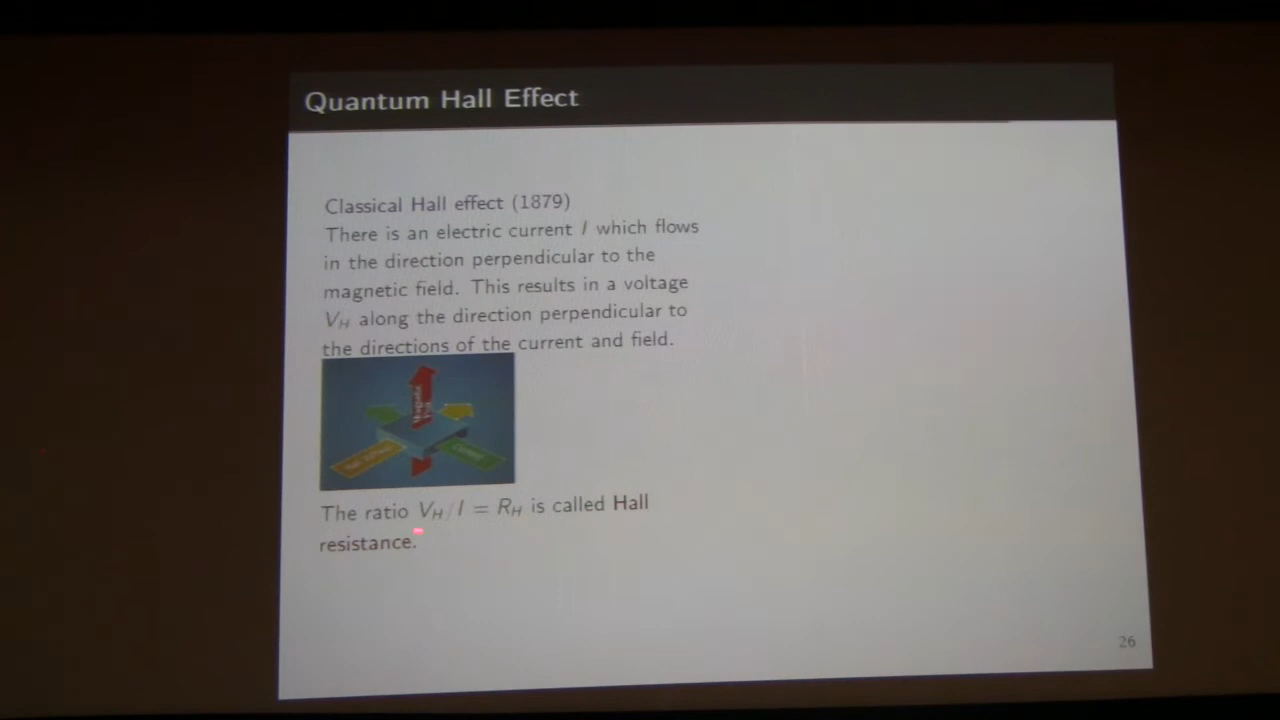 Quantum Hall Effect
Classical Hall effect (1879)
There is an electric current I which flows
in the direction perpendicular to the
magnetic field. This results in a voltage
V_H along the direction perpendicular to
the directions of the current and field.
The ratio V_H/I = R_H is called Hall
resistance.
26